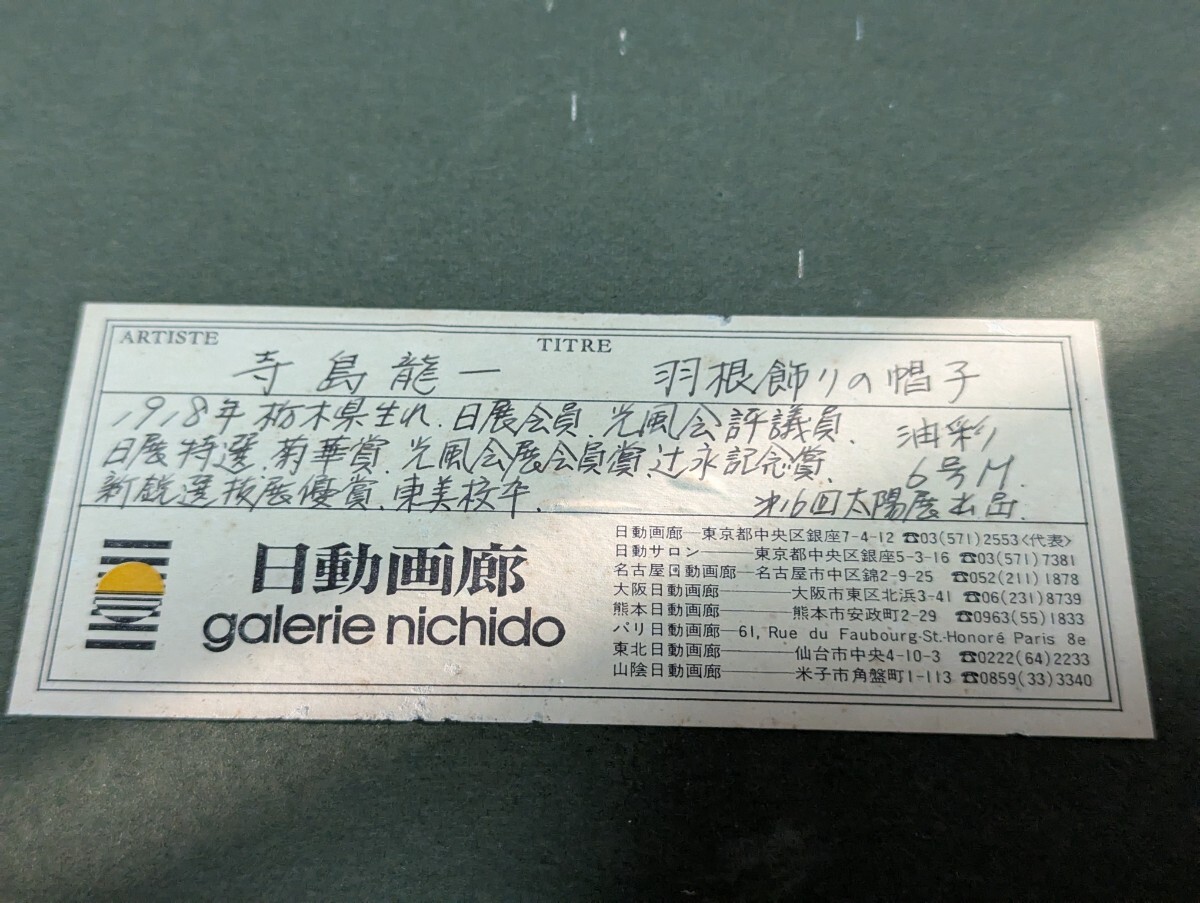 ARTISTE TITRE
寺島龍一 羽根飾りの帽子
1918年栃木県生れ.日展会員.光風会評議員. 油彩
日展特選.菊華賞.光風会展会員賞.辻永記念賞. 6号M.
新鋭選抜展優賞.東美校卒. 第16回太陽展出品.
日動画廊
galerie nichido
日動画廊―東京都中央区銀座7-4-12 ☎03(571)2553<代表>
日動サロン――東京都中央区銀座5-3-16 ☎03(571)7381
名古屋日動画廊―名古屋市中区錦2-9-25 ☎052(211)1878
大阪日動画廊――大阪市東区北浜3-41 ☎06(231)8739
熊本日動画廊――熊本市安政町2-29 ☎0963(55)1833
パリ日動画廊―61, Rue du Faubourg-St-Honoré Paris 8e
東北日動画廊――仙台市中央4-10-3 ☎0222(64)2233
山陰日動画廊――米子市角盤町1-113 ☎0859(33)3340